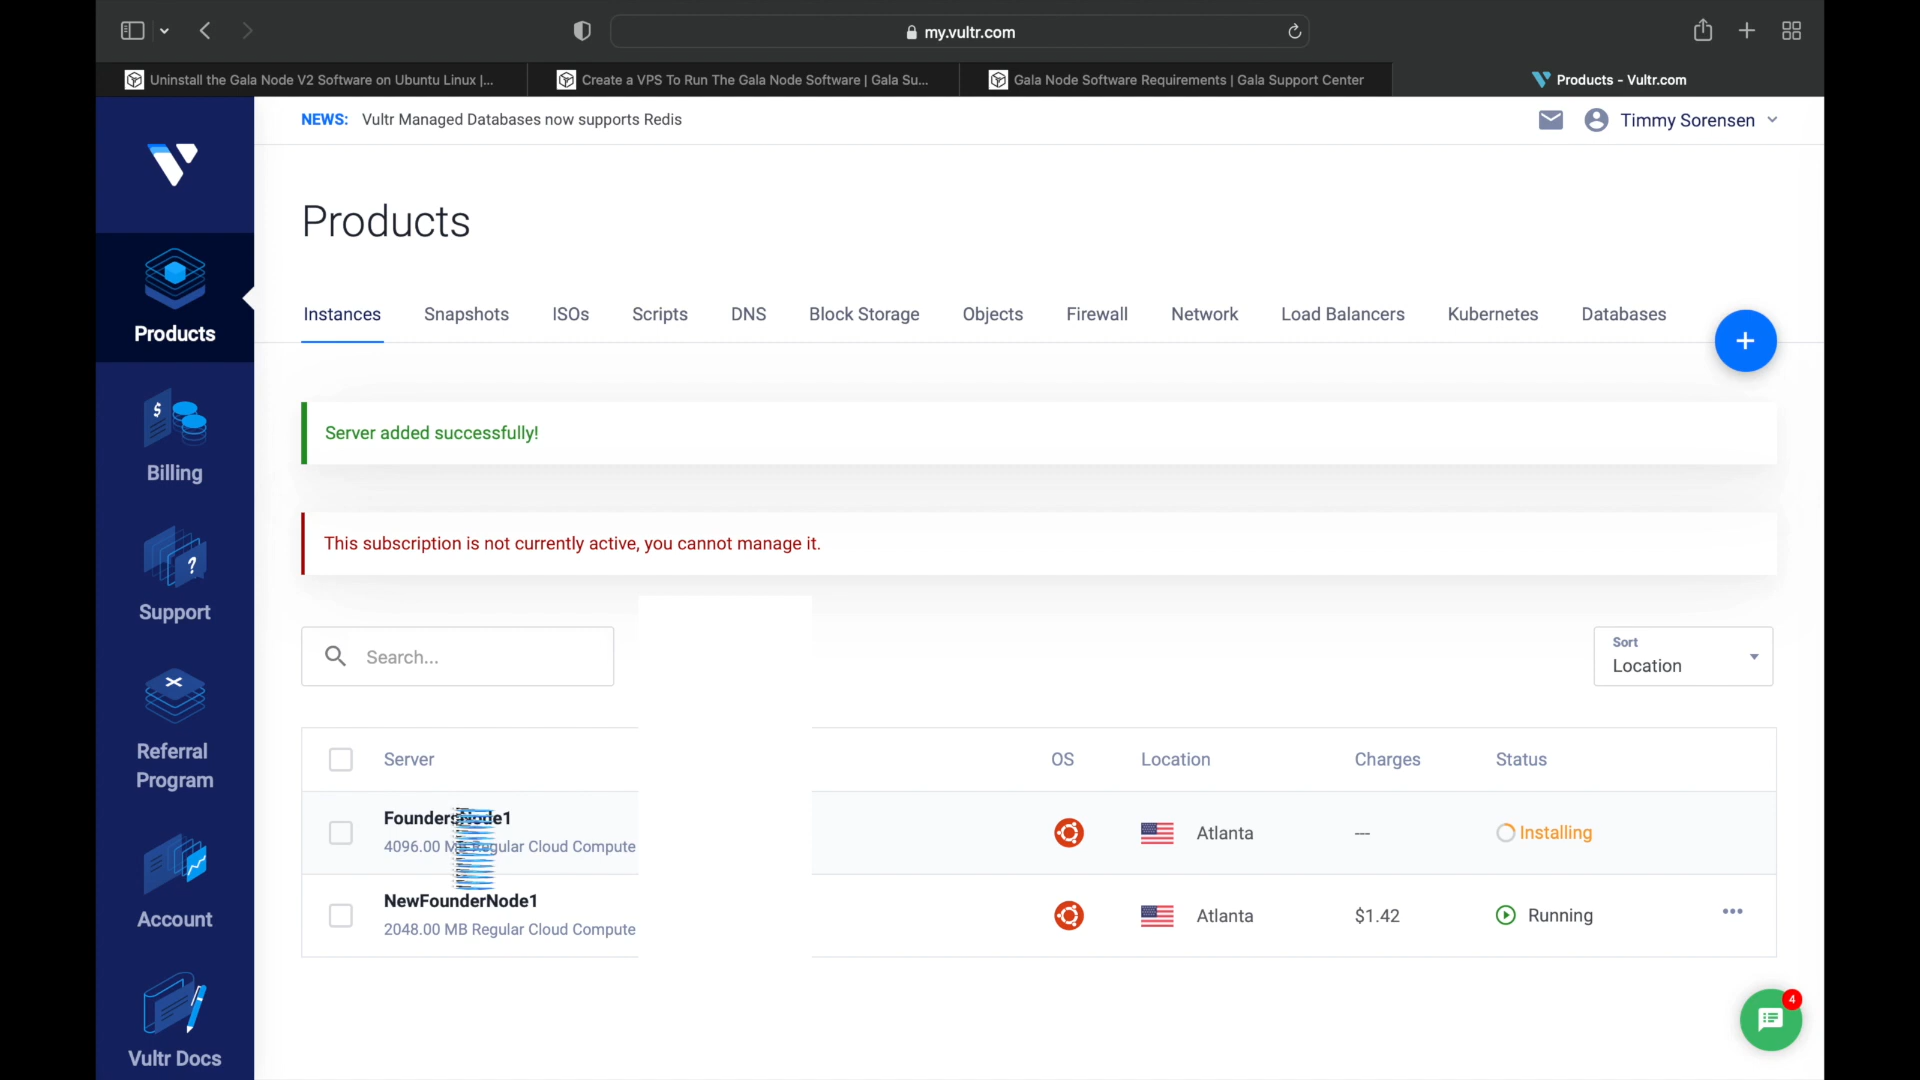 my.vultr.com
Uninstall the Gala Node V2 Software on Ubuntu Linux |...
Create a VPS To Run The Gala Node Software | Gala Su...
Gala Node Software Requirements | Gala Support Center
Products - Vultr.com
NEWS: Vultr Managed Databases now supports Redis
Timmy Sorensen
Products
Products
Billing
$
Support
?
Referral
Program
Account
Vultr Docs
Instances Snapshots ISOs Scripts DNS Block Storage Objects Firewall Network Load Balancers Kubernetes Databases
+
Server added successfully!
This subscription is not currently active, you cannot manage it.
Search...
Sort
Location
Server OS Location Charges Status
FoundersNode1
4096.00 MB Regular Cloud Compute
Atlanta --- Installing
NewFounderNode1
2048.00 MB Regular Cloud Compute
Atlanta $1.42 Running
4